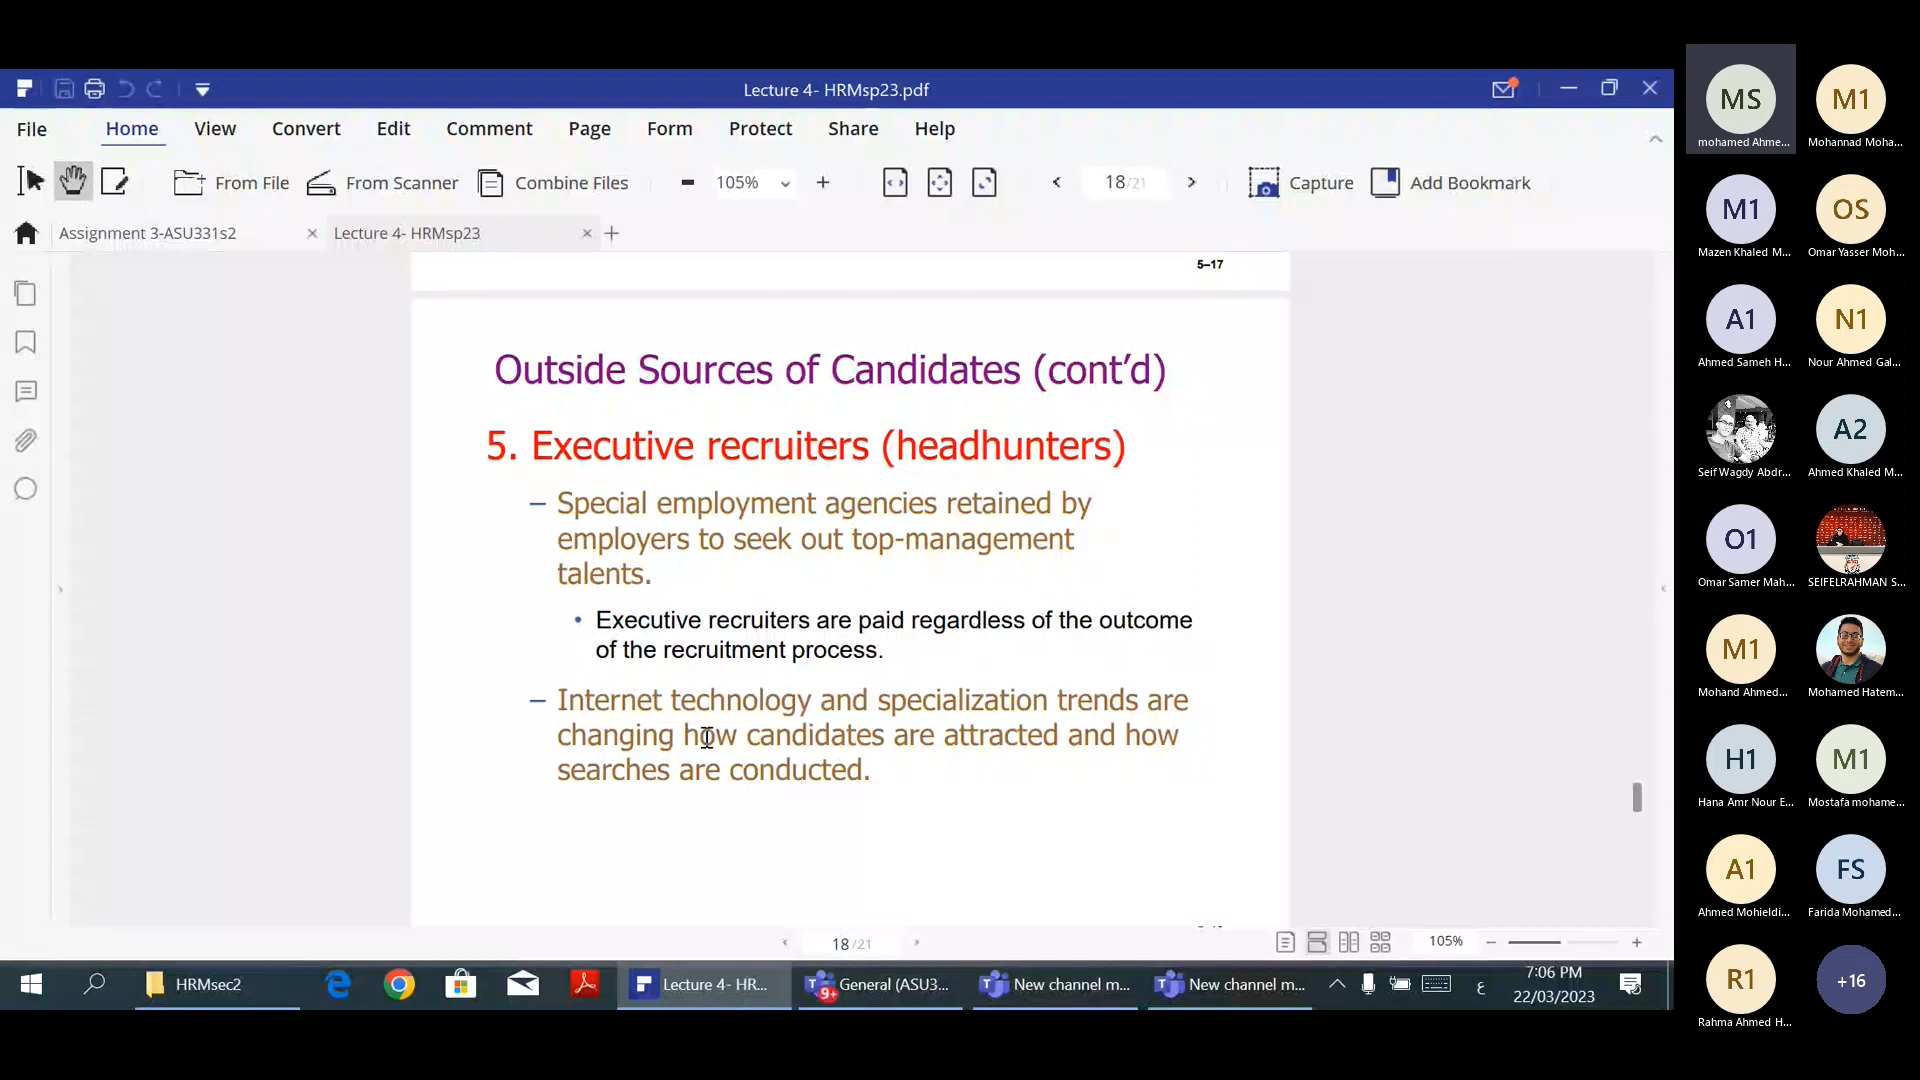 Lecture 4- HRMsp23.pdf
File
Home
View
Convert
Edit
Comment
Page
Form
Protect
Share
Help
From File
From Scanner
Combine Files
105%
18/21
Capture
Add Bookmark
Assignment 3-ASU331s2
Lecture 4- HRMsp23
5–17
Outside Sources of Candidates (cont’d)
5. Executive recruiters (headhunters)
– Special employment agencies retained by
employers to seek out top-management
talents.
• Executive recruiters are paid regardless of the outcome
of the recruitment process.
– Internet technology and specialization trends are
changing how candidates are attracted and how
searches are conducted.
18/21
105%
HRMsec2
Lecture 4- HR...
9+
General (ASU3...
New channel m...
New channel m...
ع
7:06 PM
22/03/2023
MS
mohamed Ahme...
M1
Mohannad Moha...
M1
Mazen Khaled M...
OS
Omar Yasser Moh...
A1
Ahmed Sameh H...
N1
Nour Ahmed Gal...
Seif Wagdy Abdr...
A2
Ahmed Khaled M...
O1
Omar Samer Mah...
SEIFELRAHMAN S...
M1
Mohand Ahmed...
Mohamed Hatem...
H1
Hana Amr Nour E...
M1
Mostafa mohame...
A1
Ahmed Mohieldi...
FS
Farida Mohamed...
R1
Rahma Ahmed H...
+16